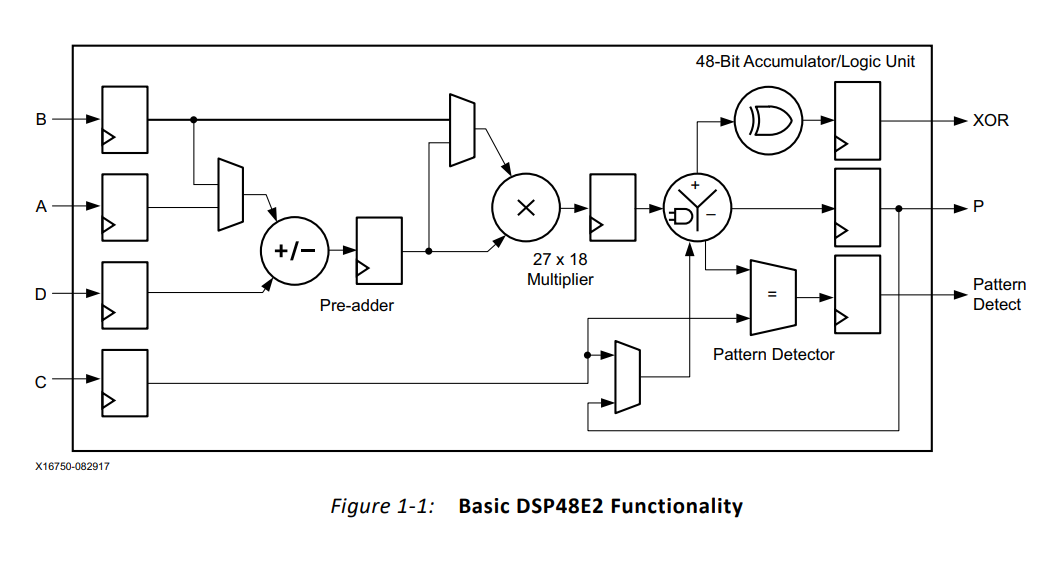 48-Bit Accumulator/Logic Unit
B
XOR
A
+
−
P
+/−
×
27 x 18
Multiplier
D
Pre-adder
=
Pattern
Detect
Pattern Detector
C
X16750-082917
Figure 1-1: Basic DSP48E2 Functionality